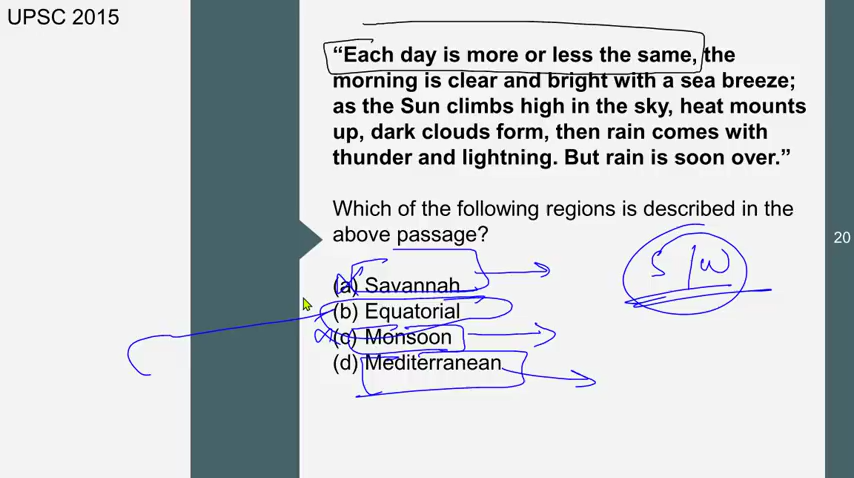 UPSC 2015
“Each day is more or less the same, the
morning is clear and bright with a sea breeze;
as the Sun climbs high in the sky, heat mounts
up, dark clouds form, then rain comes with
thunder and lightning. But rain is soon over.”
Which of the following regions is described in the
above passage?
20
S/W
(a) Savannah
(b) Equatorial
(c) Monsoon
(d) Mediterranean